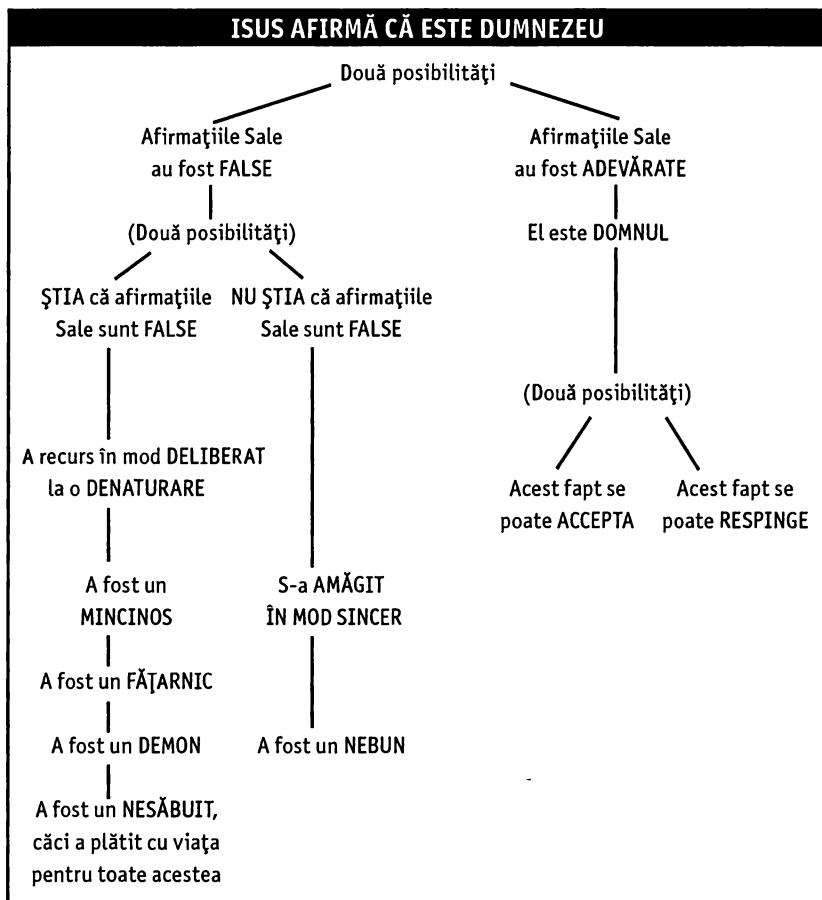 ISUS AFIRMĂ CĂ ESTE DUMNEZEU
Două posibilităţi
Afirmaţiile Sale
au fost FALSE
Afirmaţiile Sale
au fost ADEVĂRATE
(Două posibilităţi)
El este DOMNUL
ŞTIA că afirmaţiile
Sale sunt FALSE
NU ŞTIA că afirmaţiile
Sale sunt FALSE
(Două posibilităţi)
A recurs în mod DELIBERAT
la o DENATURARE
Acest fapt se
poate ACCEPTA
Acest fapt se
poate RESPINGE
A fost un
MINCINOS
S-a AMĂGIT
ÎN MOD SINCER
A fost un FĂŢARNIC
A fost un DEMON
A fost un NEBUN
A fost un NESĂBUIT,
căci a plătit cu viaţa
pentru toate acestea